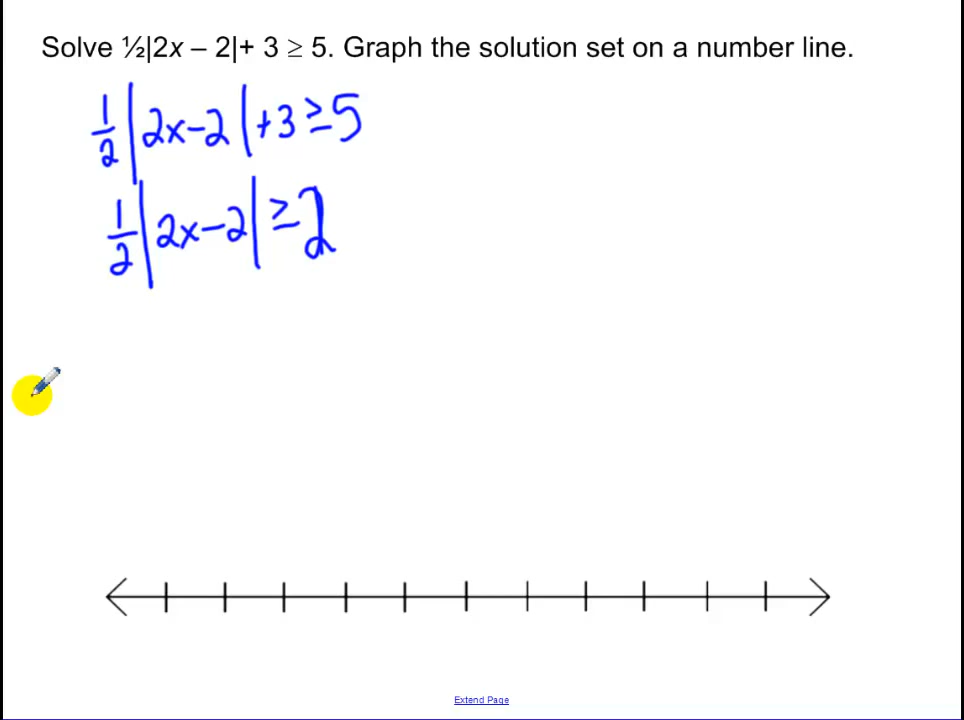 Solve ½|2x – 2|+ 3 ≥ 5. Graph the solution set on a number line.
1/2|2x-2|+3≥5
1/2|2x-2|≥2
Extend Page